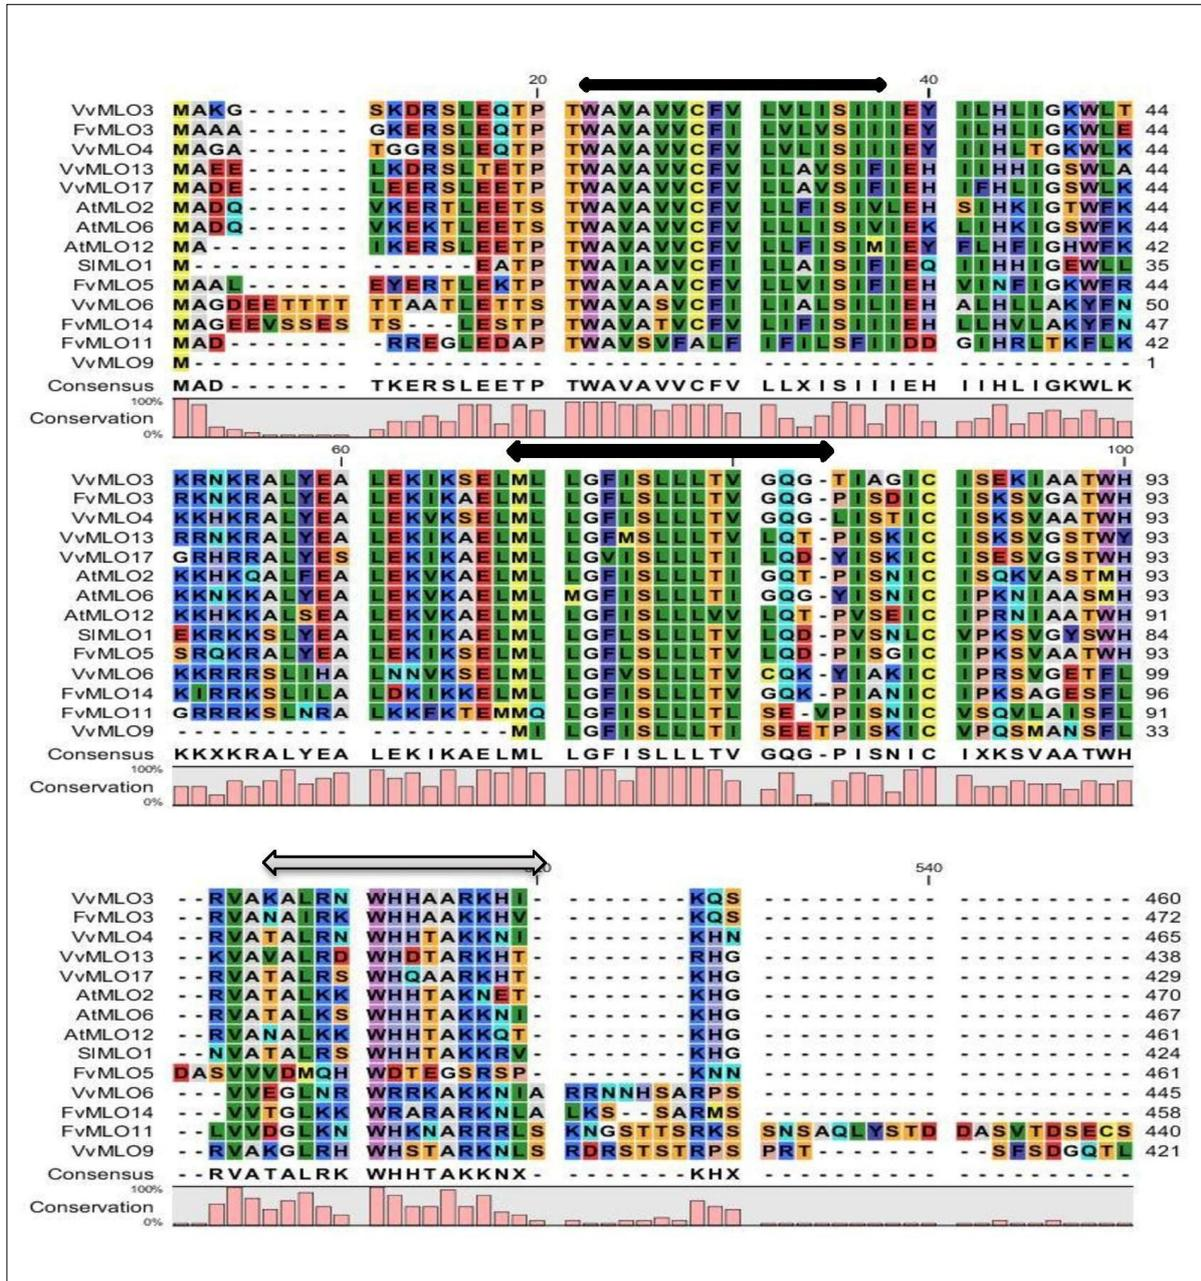 20 40
VvMLO3 MAKG------ SKDRSLEQTP TWAVAVVCFV LVLISIIIEY ILHLIGKWLT 44
FvMLO3 MAAA------ GKERSLEQTP TWAVAVVCFI LVLVSIIIEY ILHLIGKWLE 44
VvMLO4 MAGA------ TGGRSLEQTP TWAVAVVCFV LVLISIIIEY IIHLTGKWLK 44
VvMLO13 MAEE------ LKDRSLTETP TWAVAVVCFV LLAVSIFIEH IIHHIGSWLA 44
VvMLO17 MADE------ LEERSLEETP TWAVAVVCFV LLAVSIFIEH IFHLIGSWLK 44
AtMLO2 MADQ------ VKERTLEETS TWAVAVVCFV LLFISIVLEH SIHKIGTWFK 44
AtMLO6 MADQ------ VKEKTLEETS TWAVAVVCFV LLFISIVIEK LIHKIGSWFK 44
AtMLO12 MA-------- IKERSLEETP TWAVAVVCFV LLFISIMIEY FLHFIGHWFK 42
SlMLO1 M--------- ------EATP TWAIAVVCFI LLAISIFIEQ IIHHIGEWLL 35
FvMLO5 MAAL------ EYERTLEKTP TWAVAAVCFV LLVISIFIEH VINFIGKWFR 44
VvMLO6 MAGDEETTTT TTAATLETTS TWAVASVCFV LIALSILIEH ALHLLAKYFN 50
FvMLO14 MAGEEVSSES TS---LESTP TWAVATVCFV LIFISIIIEH LLHVLAKYFN 47
FvMLO11 MAD------- -RREGLEDAP TWAVSVFALF IFILSFIIDD GIHRLTKFLK 42
VvMLO9 M--------- ---------- ---------- ---------- ---------- 1
Consensus MAD------- TKERSLEETP TWAVAVVCFV LLXISIIIEH IIHLIGKWLK
100%
Conservation
0%
60 100
VvMLO3 KRNKRALYEA LEKIKSELML LGFISLLLTV GQG-TIAGIC ISEKIAATWH 93
FvMLO3 RKNKRALYEA LEKIKSELML LGFLSLLLTV GQG-PISDIC ISKSVGATWH 93
VvMLO4 KKHKRALYEA LEKVKSELML LGFISLLLTV GQG-LISTIC ISKSVAATWH 93
VvMLO13 RRNKRALYEA LEKIKAELML LGFMSLLLTV LQT-PISKIC ISKSVGSTWY 93
VvMLO17 GRHRRALYES LEKIKAELML LGVISLLLTI LQD-YISKIC ISESVGSTWH 93
AtMLO2 KKHKQALFEA LEKVKAELML LGFISLLLTI GQT-PISNIC ISQKVASTMH 93
AtMLO6 KKNKKALYEA LEKVKAELML MGFISLLLTI GQG-YISNIC IPKNIAASMH 93
AtMLO12 KKHKKALSEA LEKVKAELML LGFISLLLVV LQT-PVSEIC IPRNIAATWH 91
SlMLO1 EKRKKSLYEA LEKIKAELML LGFLSLLLTV LQD-PVSNIC VPKSVGYSWH 84
FvMLO5 SRQKRALYEA LEKIKSELML LGFLSLLLTV LQD-PISGIC IPKSVAATWH 93
VvMLO6 KKRRRSLIHA LNNVKSELML LGFVSLLLTV CQK-YIAKIC IPRSVGETFL 99
FvMLO14 KIRRRSLILA LDKIKKELML LGFISLLLTV GQK-PIANIC IPKSAGESFL 96
FvMLO11 GRRRKSLNRA LKKFKTEMMQ LGFISLLLTL SE-VPISNIC VSQVLAISFL 91
VvMLO9 ---------- --------MI LGFISLLLTI SEETPISKIC VPQSMANSFL 33
Consensus KKXKRALYEA LEKIKAELML LGFISLLLTV GQG-PISNIC IXKSVAATWH
100%
Conservation
0%
540
VvMLO3 --RVAKALRN WHHAARKHI- -------KQS ---------- ---------- 460
FvMLO3 --RVANAIRK WHHAARKHV- -------KQS ---------- ---------- 472
VvMLO4 --RVATALRN WHHTAKKNI- -------KHN ---------- ---------- 465
VvMLO13 --KVAVALRD WHDTARKHT- -------RHG ---------- ---------- 438
VvMLO17 --RVATALRS WHQAARKHT- -------RHG ---------- ---------- 429
AtMLO2 --RVATALKK WHHTAKNET- -------KHG ---------- ---------- 470
AtMLO6 --RVATALKS WHHTAKKNI- -------KHG ---------- ---------- 467
AtMLO12 --RVANALKK WHHTAKKQT- -------KHG ---------- ---------- 461
SlMLO1 --NVATALRS WHHTAKKRV- -------KHG ---------- ---------- 424
FvMLO5 DASVVVDMQH WDTEGSRSP- -------KNN ---------- ---------- 461
VvMLO6 ---VVEGLNR WRRKAKKNIA RRNNHSARPS ---------- ---------- 445
FvMLO14 ---VVTGLKK WRARARKNLA LKS--SARMS ---------- ---------- 458
FvMLO11 --LVVDGLKN WHKNARRRLS KNGSTTSRKS SNSAQLYSTD DASVTDSECS 440
VvMLO9 --RVAKGLRH WHSTARKNLS RDRSTSTRPS PRT------- --SFSDGQTL 421
Consensus --RVATALRK WHHTAKKNX- -------KHX ---------- ----------
100%
Conservation
0%